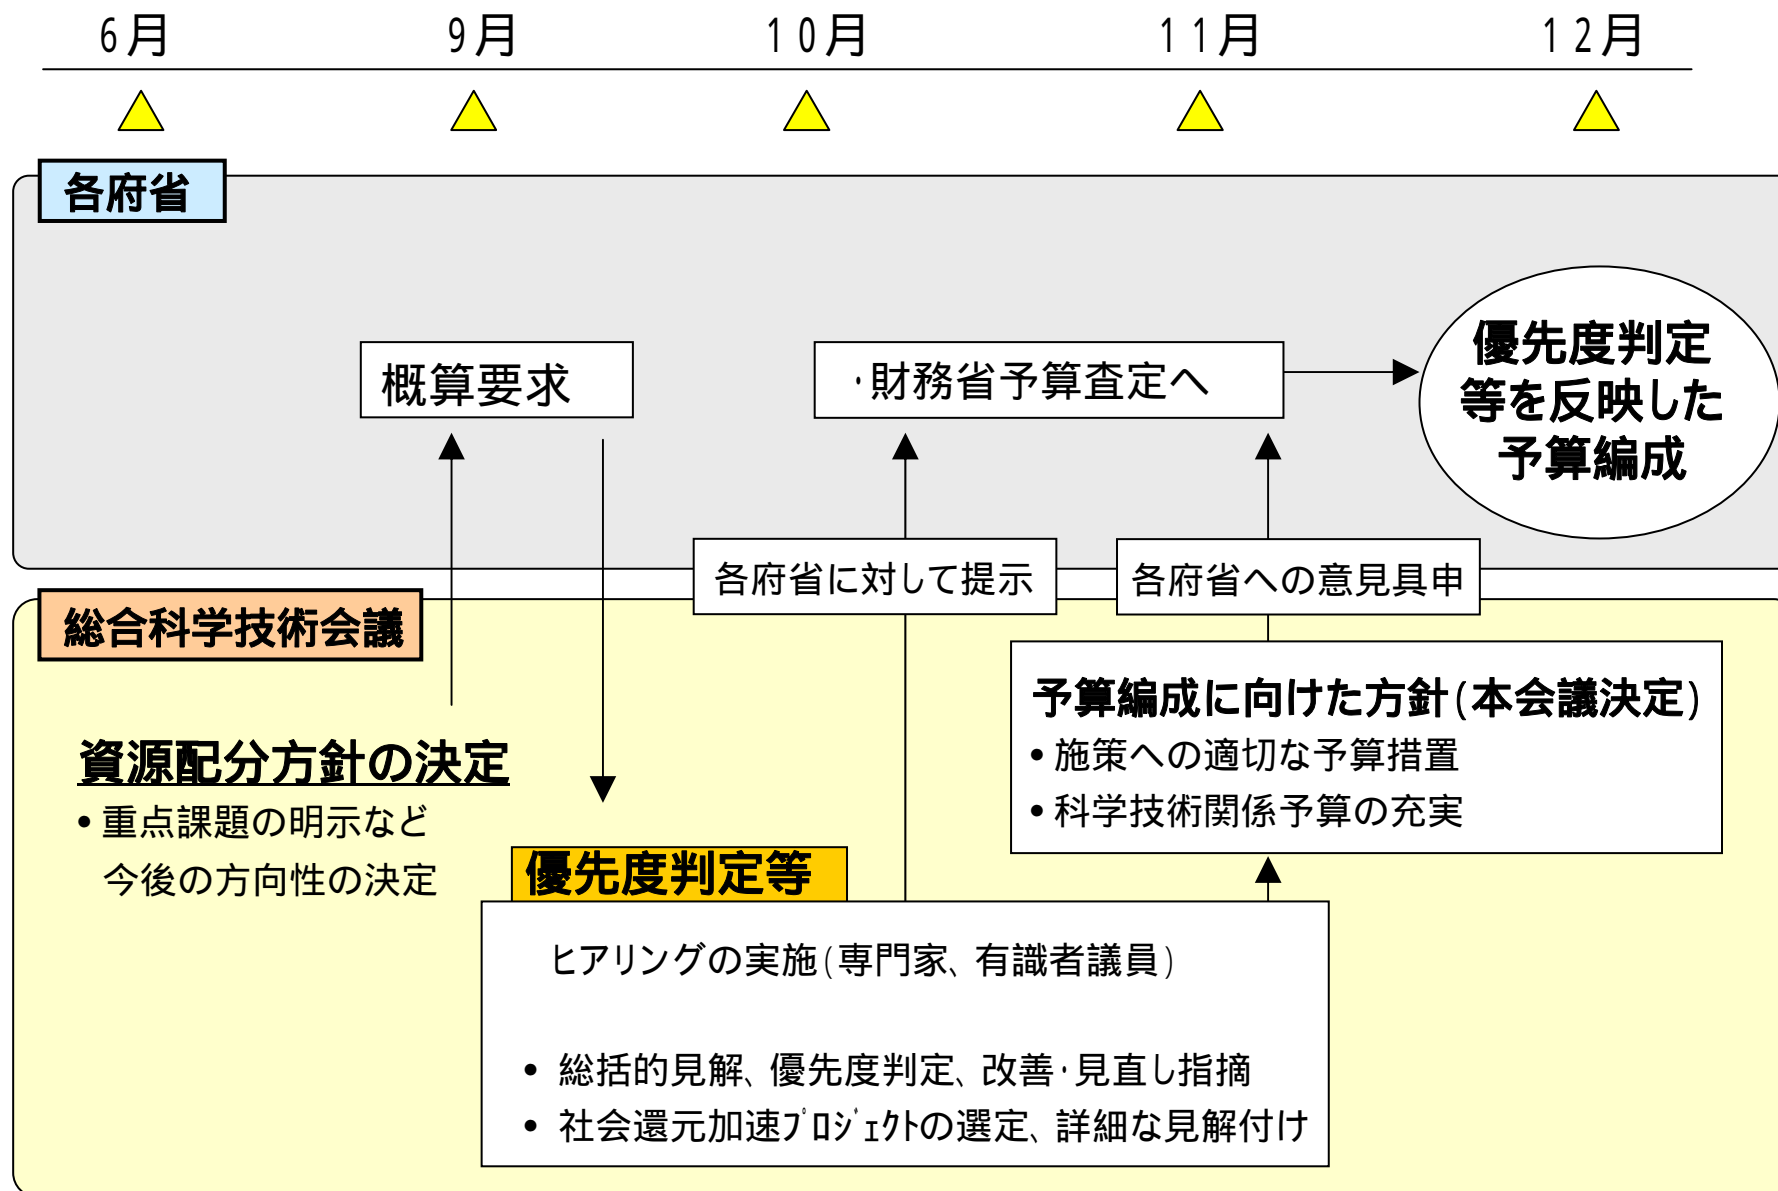 6月 9月 10月 11月 12月
各府省
概算要求
・財務省予算査定へ
優先度判定
等を反映した
予算編成
各府省に対して提示
各府省への意見具申
総合科学技術会議
資源配分方針の決定
• 重点課題の明示など
今後の方向性の決定
予算編成に向けた方針(本会議決定)
• 施策への適切な予算措置
• 科学技術関係予算の充実
優先度判定等
ヒアリングの実施(専門家、有識者議員)
• 総括的見解、優先度判定、改善・見直し指摘
• 社会還元加速プロジェクトの選定、詳細な見解付け